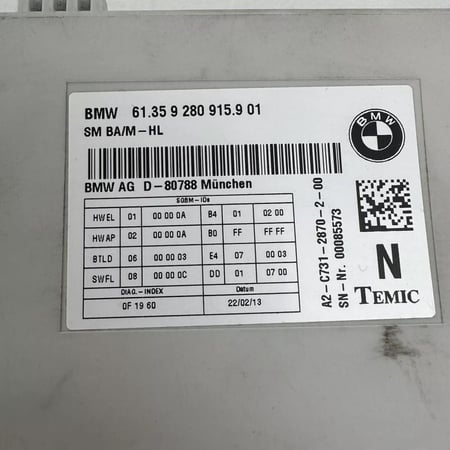 BMW 61.35 9 280 915.9 01
SM BA/M-HL
BMW
BMW AG D-80788 München
SGBM-IDs
HWEL 01 00 00 0A B4 01 02 00
HWAP 02 00 00 0A B0 FF FF FF
BTLD 06 00 00 03 E4 07 00 03
SWFL 08 00 00 0C DD 01 07 00
DIAG.-INDEX Datum
0F 19 60 22/02/13
A2-C731-2870-2-00
SN-Nr. 00085573
N
TEMIC